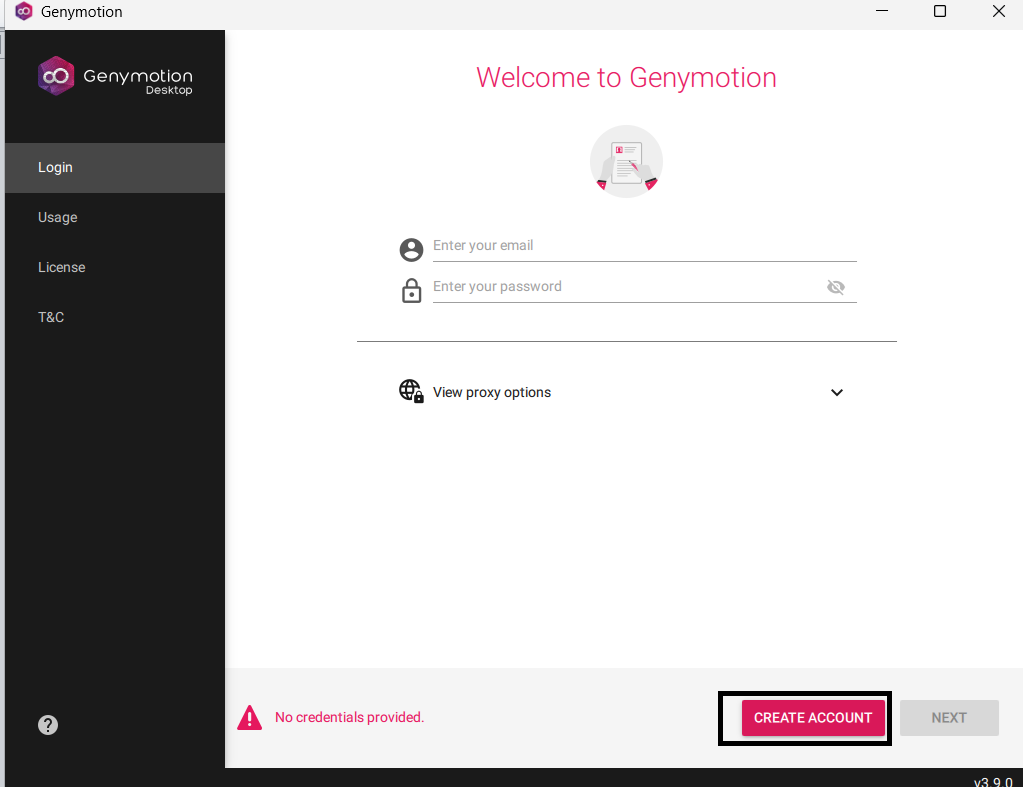 Genymotion
Genymotion
Desktop
Login
Usage
License
T&C
Welcome to Genymotion
Enter your email
Enter your password
View proxy options
No credentials provided.
CREATE ACCOUNT
NEXT
v3.9.0